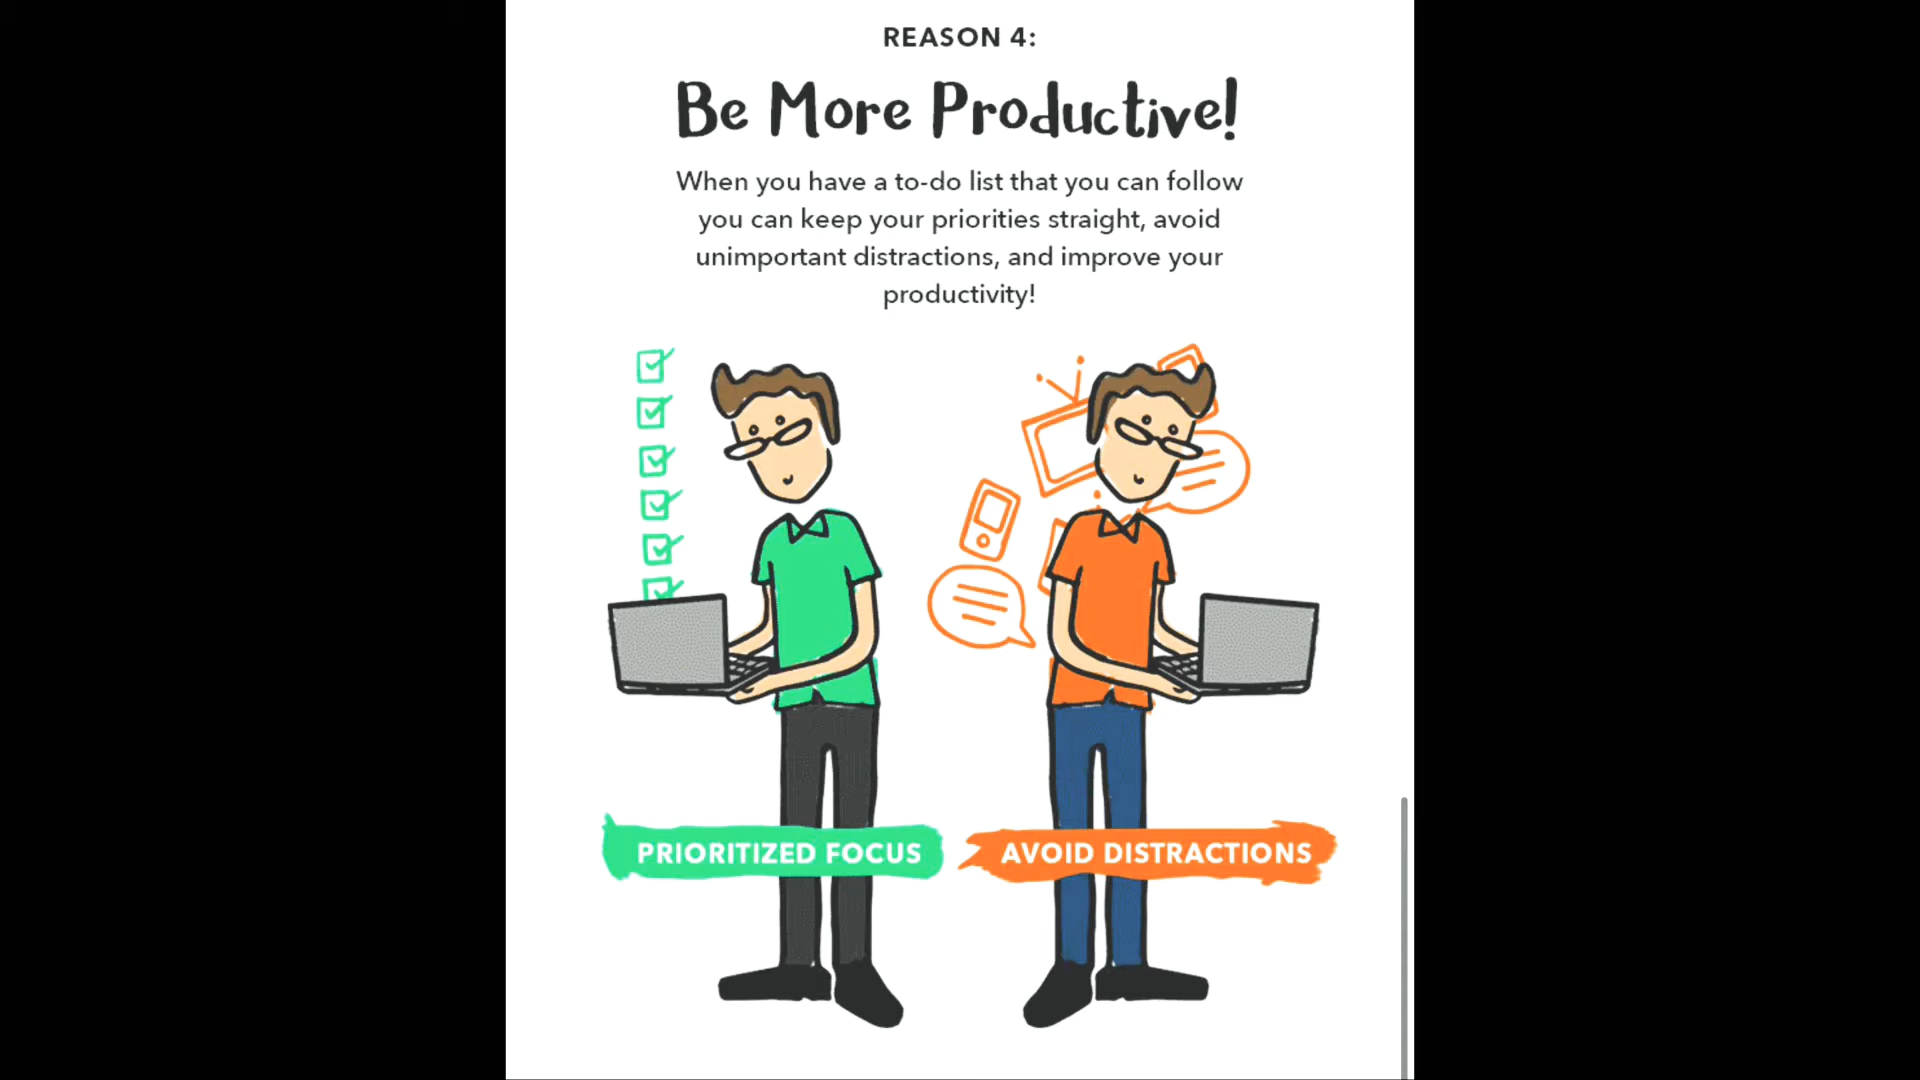 REASON 4:
Be More Productive!
When you have a to-do list that you can follow
you can keep your priorities straight, avoid
unimportant distractions, and improve your
productivity!
PRIORITIZED FOCUS
AVOID DISTRACTIONS